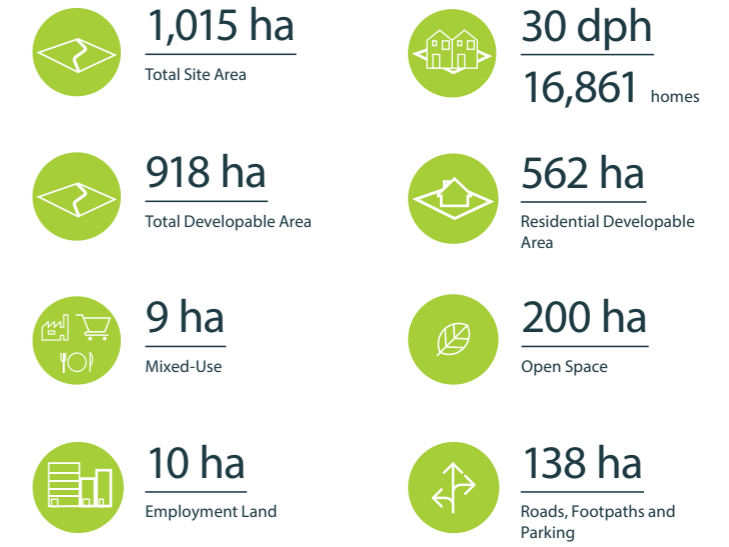 1,015 ha
Total Site Area
30 dph
16,861 homes
918 ha
Total Developable Area
562 ha
Residential Developable
Area
9 ha
Mixed-Use
200 ha
Open Space
10 ha
Employment Land
138 ha
Roads, Footpaths and
Parking